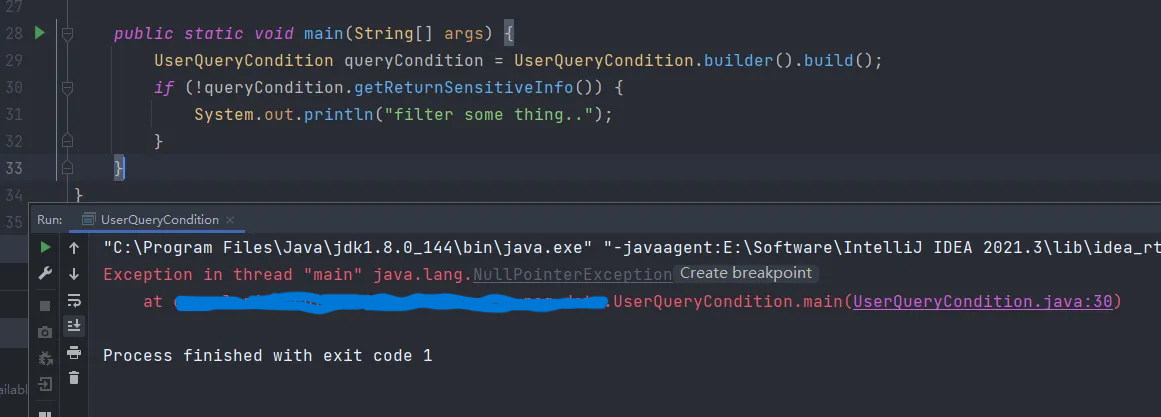 27
28 public static void main(String[] args) {
29 UserQueryCondition queryCondition = UserQueryCondition.builder().build();
30 if (!queryCondition.getReturnSensitiveInfo()) {
31 System.out.println("filter some thing..");
32 }
33 }
34 }
35
Run: UserQueryCondition ×
"C:\Program Files\Java\jdk1.8.0_144\bin\java.exe" "-javaagent:E:\Software\IntelliJ IDEA 2021.3\lib\idea_rt
Exception in thread "main" java.lang.NullPointerException Create breakpoint
at .UserQueryCondition.main(UserQueryCondition.java:30)
Process finished with exit code 1